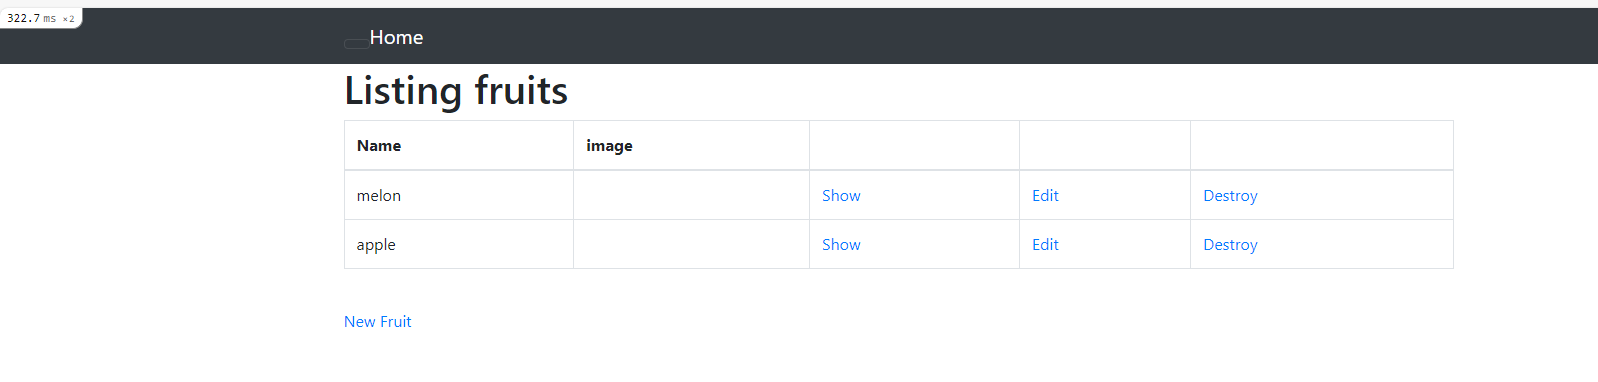 322.7 ms ×2
Home
Listing fruits
Name image
melon Show Edit Destroy
apple Show Edit Destroy
New Fruit